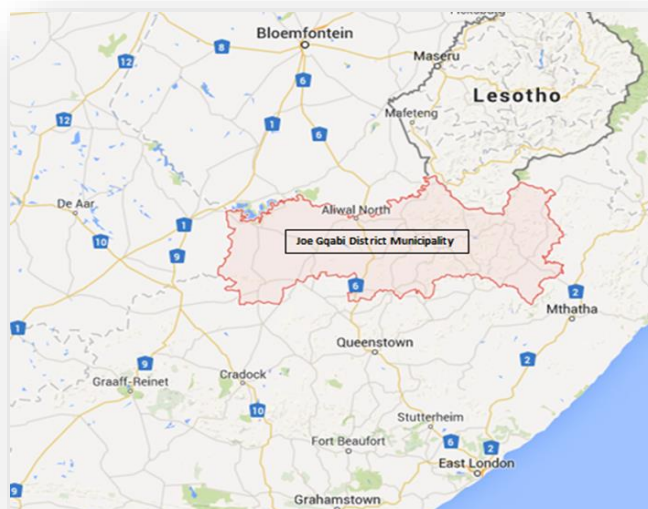 Bloemfontein
8
12
6
Maseru
Lesotho
12
1
6
Mafeteng
De Aar
Aliwal North
1
10
9
Joe Gqabi District Municipality
6
2
1
Mthatha
Queenstown
9
2
Cradock
Graaff-Reinet
10
Stutterheim
Fort Beaufort
6
2
East London
9
Grahamstown